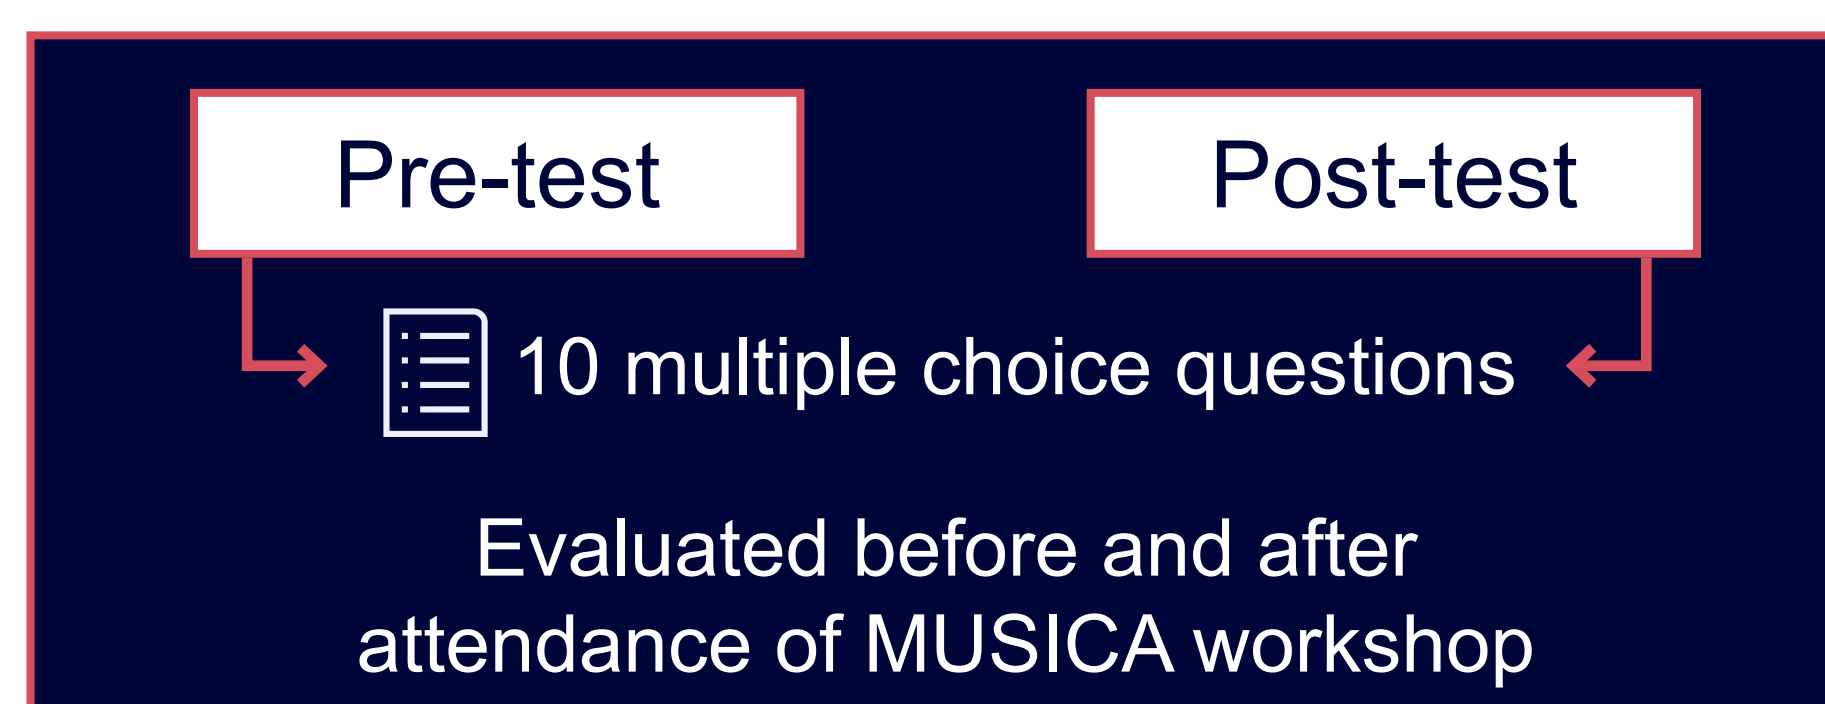 Pre-test
Post-test
10 multiple choice questions
Evaluated before and after
attendance of MUSICA workshop